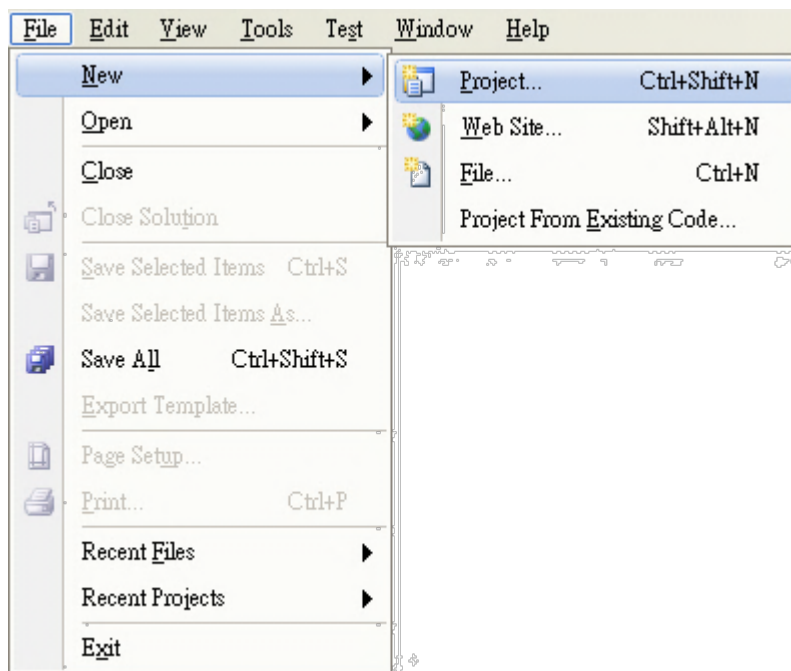 File Edit View Tools Test Window Help
New
Project... Ctrl+Shift+N
Open
Web Site... Shift+Alt+N
Close
File... Ctrl+N
Close Solution
Project From Existing Code...
Save Selected Items Ctrl+S
Save Selected Items As...
Save All Ctrl+Shift+S
Export Template...
Page Setup...
Print... Ctrl+P
Recent Files
Recent Projects
Exit